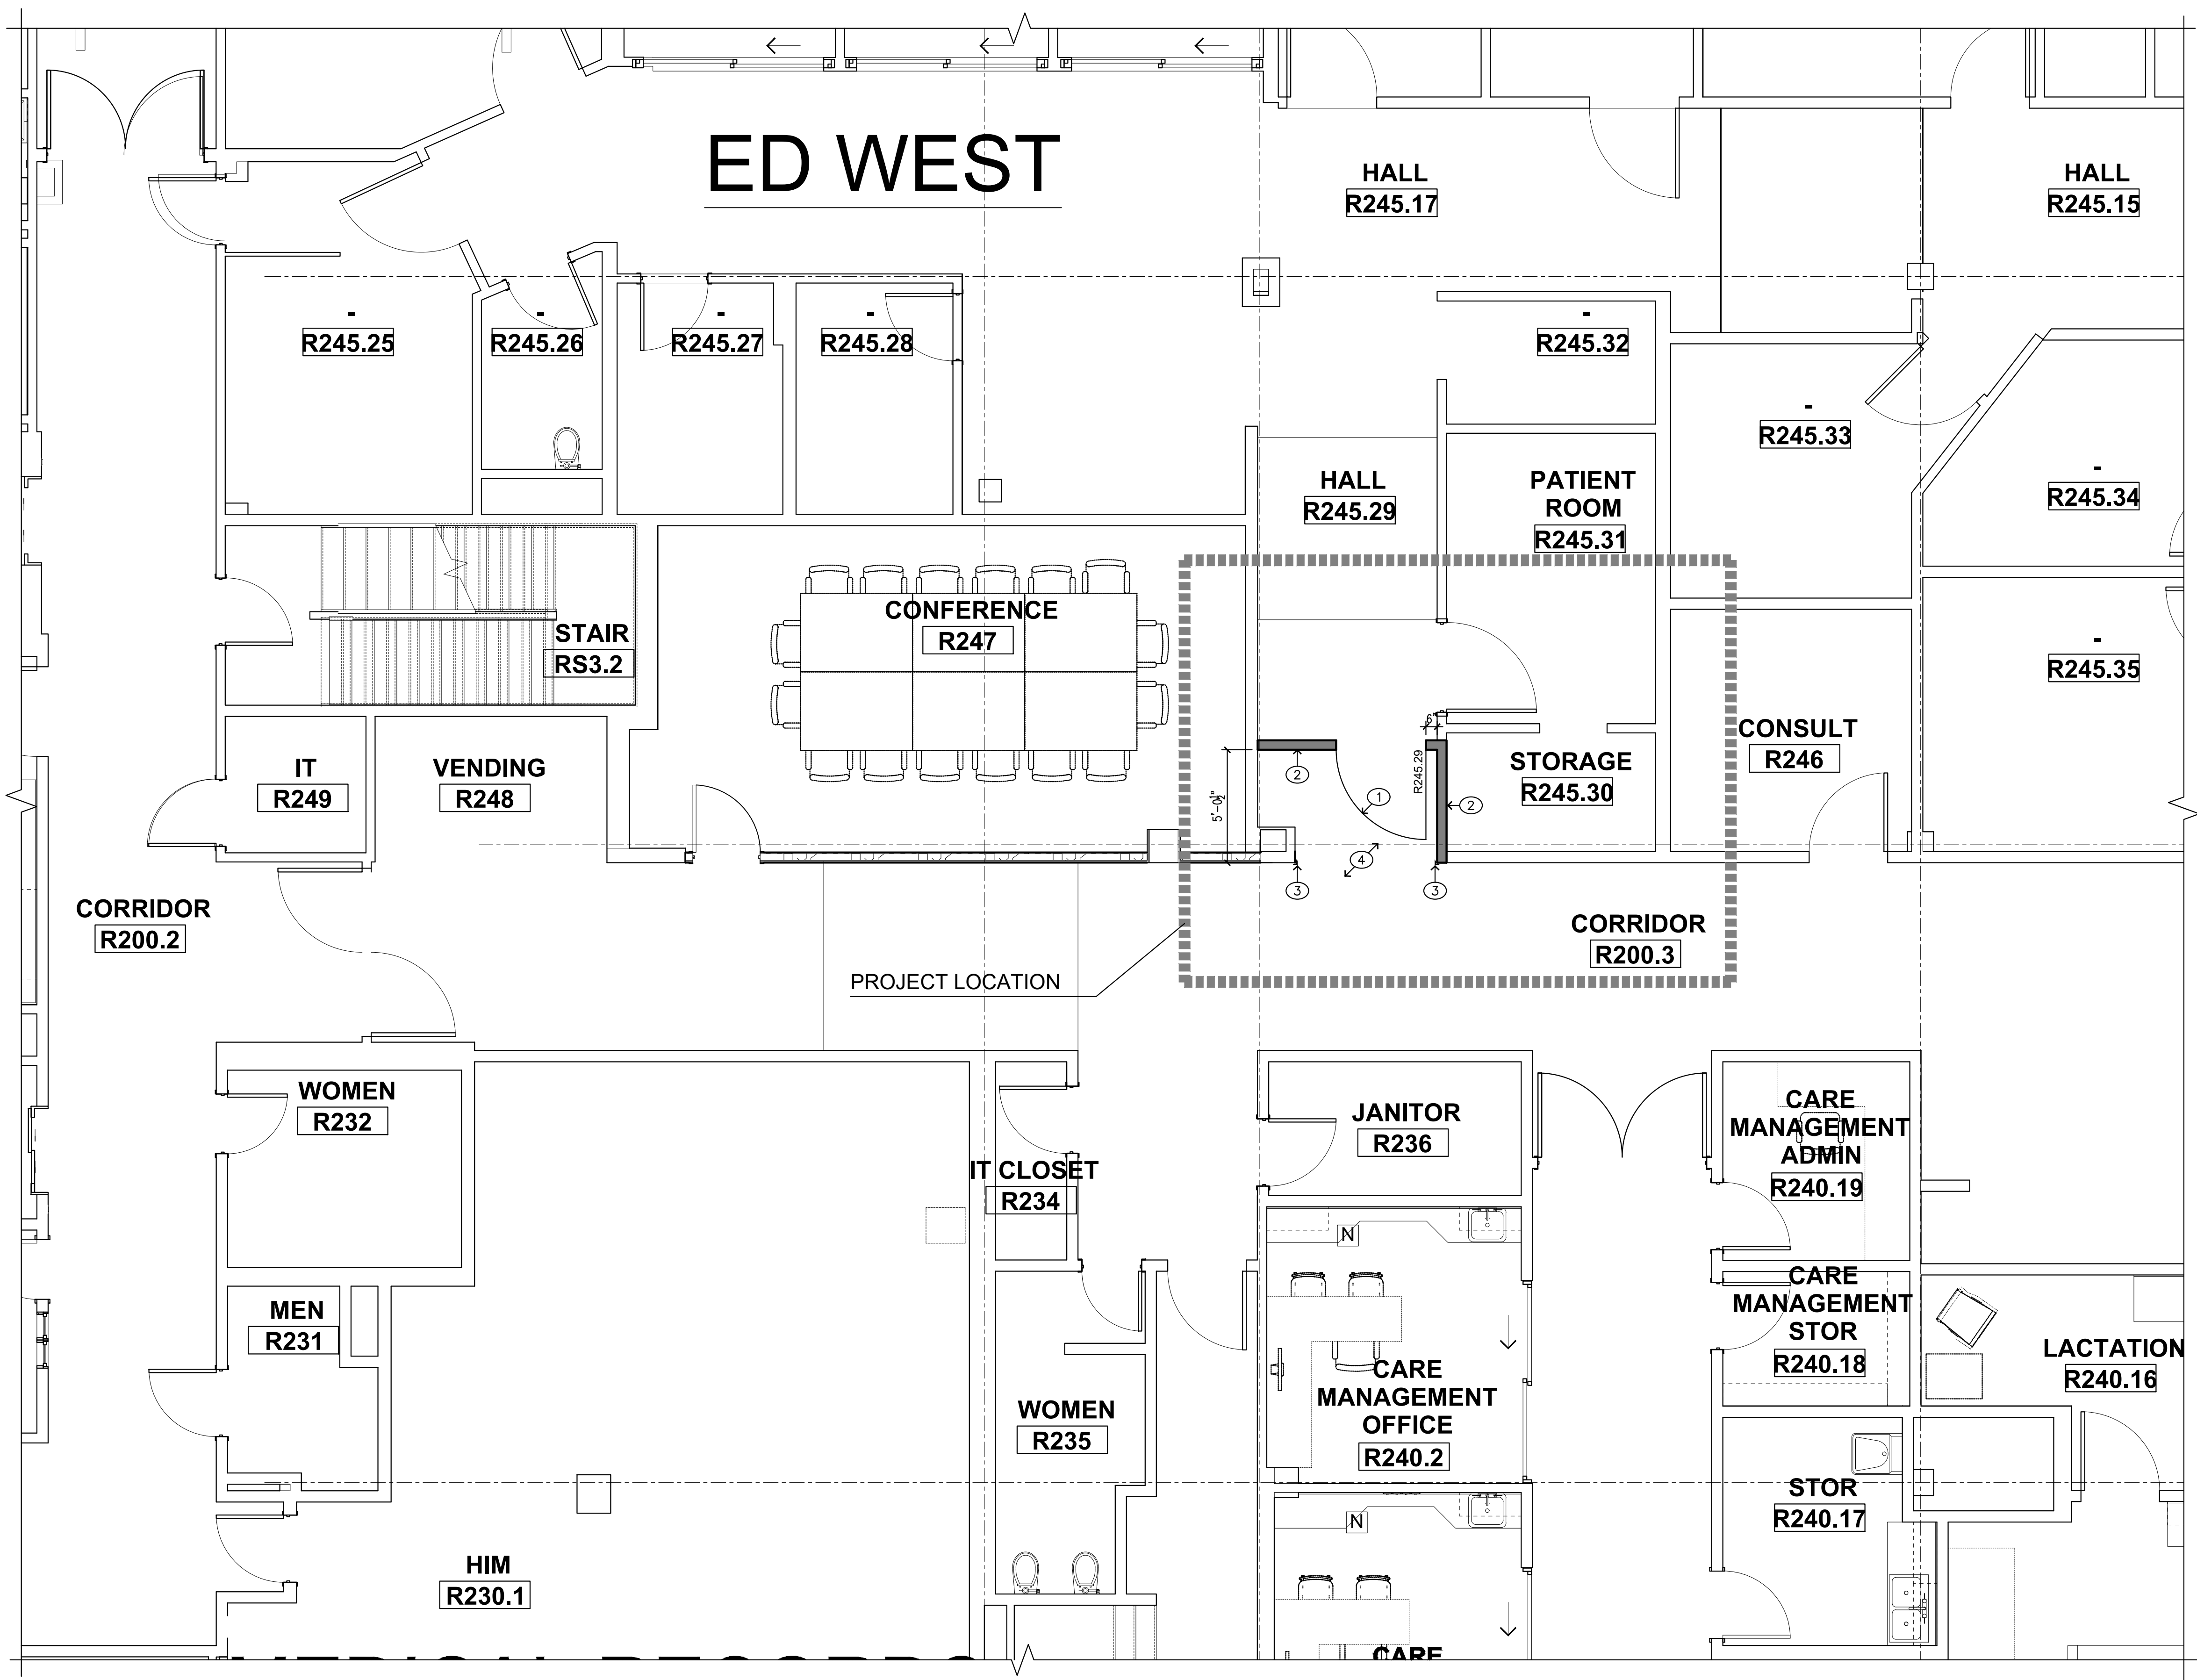 ED WEST
HALL
R245.17
HALL
R245.15
-
R245.25
-
R245.26
-
R245.27
-
R245.28
-
R245.32
-
R245.33
HALL
R245.29
PATIENT
ROOM
R245.31
-
R245.34
CONFERENCE
R247
STAIR
RS3.2
-
R245.35
IT
R249
VENDING
R248
6"
R245.29
5'-0½"
2
1
2
4
3
3
STORAGE
R245.30
CONSULT
R246
CORRIDOR
R200.2
CORRIDOR
R200.3
PROJECT LOCATION
WOMEN
R232
IT CLOSET
R234
JANITOR
R236
CARE
MANAGEMENT
ADMIN
R240.19
N
MEN
R231
CARE
MANAGEMENT
STOR
R240.18
LACTATION
R240.16
WOMEN
R235
CARE
MANAGEMENT
OFFICE
R240.2
N
STOR
R240.17
HIM
R230.1
CARE